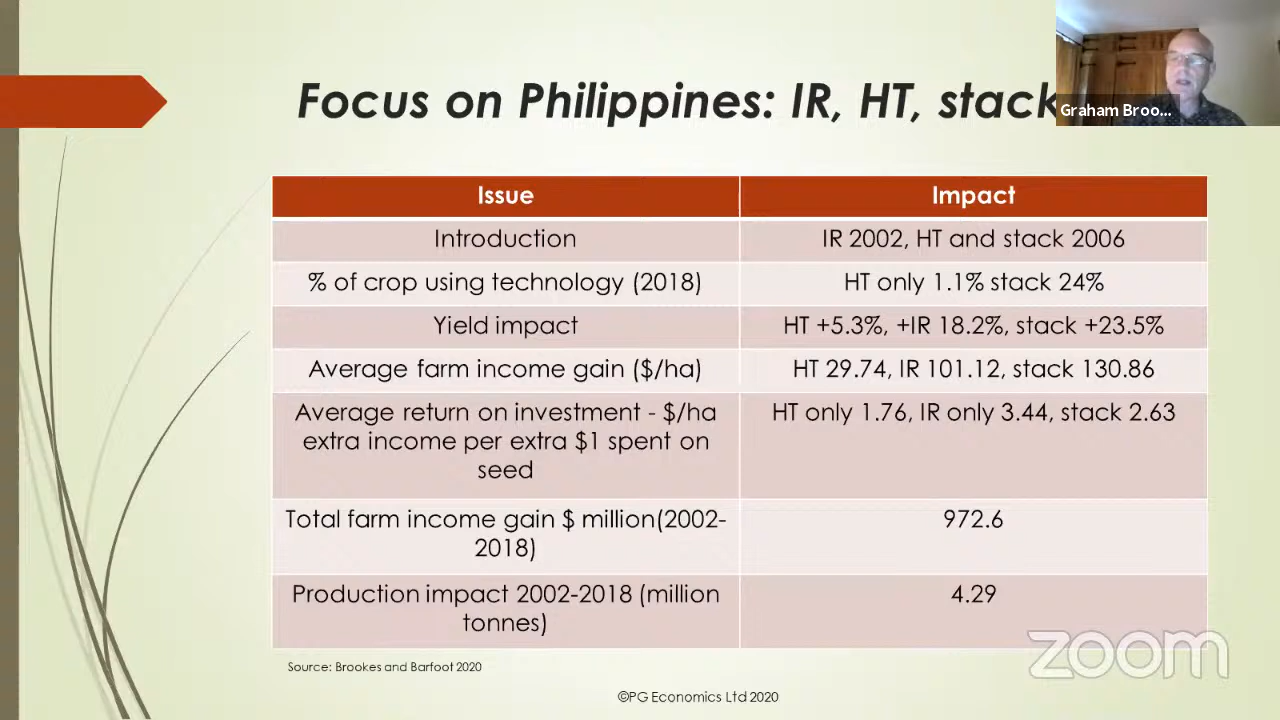 Focus on Philippines: IR, HT, stack
Graham Broo...
Issue
Impact
Introduction
IR 2002, HT and stack 2006
% of crop using technology (2018)
HT only 1.1% stack 24%
Yield impact
HT +5.3%, +IR 18.2%, stack +23.5%
Average farm income gain ($/ha)
HT 29.74, IR 101.12, stack 130.86
Average return on investment - $/ha
extra income per extra $1 spent on
seed
HT only 1.76, IR only 3.44, stack 2.63
Total farm income gain $ million(2002-
2018)
972.6
Production impact 2002-2018 (million
tonnes)
4.29
zoom
Source: Brookes and Barfoot 2020
©PG Economics Ltd 2020